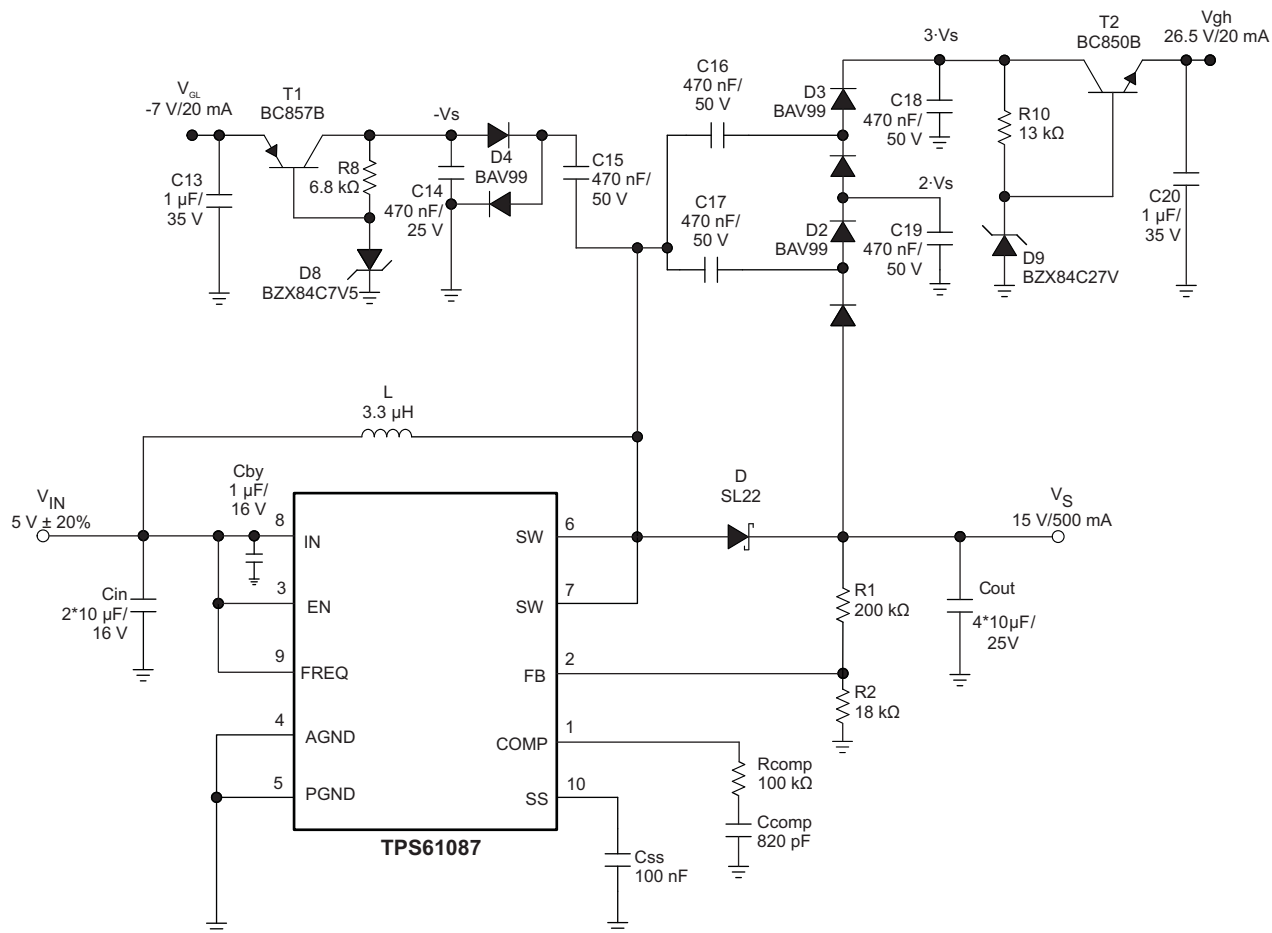 T2
BC850B
Vgh
26.5 V/20 mA
3·Vs
C16
470 nF/
50 V
D3
BAV99
C18
470 nF/
50 V
R10
13 kΩ
VGL
-7 V/20 mA
T1
BC857B
-Vs
D4
BAV99
R8
6.8 kΩ
C13
1 µF/
35 V
C14
470 nF/
25 V
C15
470 nF/
50 V
C17
470 nF/
50 V
2·Vs
D2
BAV99
C19
470 nF/
50 V
C20
1 µF/
35 V
D8
BZX84C7V5
D9
BZX84C27V
L
3.3 µH
Cby
1 µF/
16 V
VIN
5 V ± 20%
D
SL22
VS
15 V/500 mA
8
IN
SW
6
Cin
2*10 µF/
16 V
3
EN
SW
7
R1
200 kΩ
Cout
4*10µF/
25V
9
FREQ
FB
2
R2
18 kΩ
4
AGND
COMP
1
Rcomp
100 kΩ
5
PGND
SS
10
Ccomp
820 pF
TPS61087
Css
100 nF